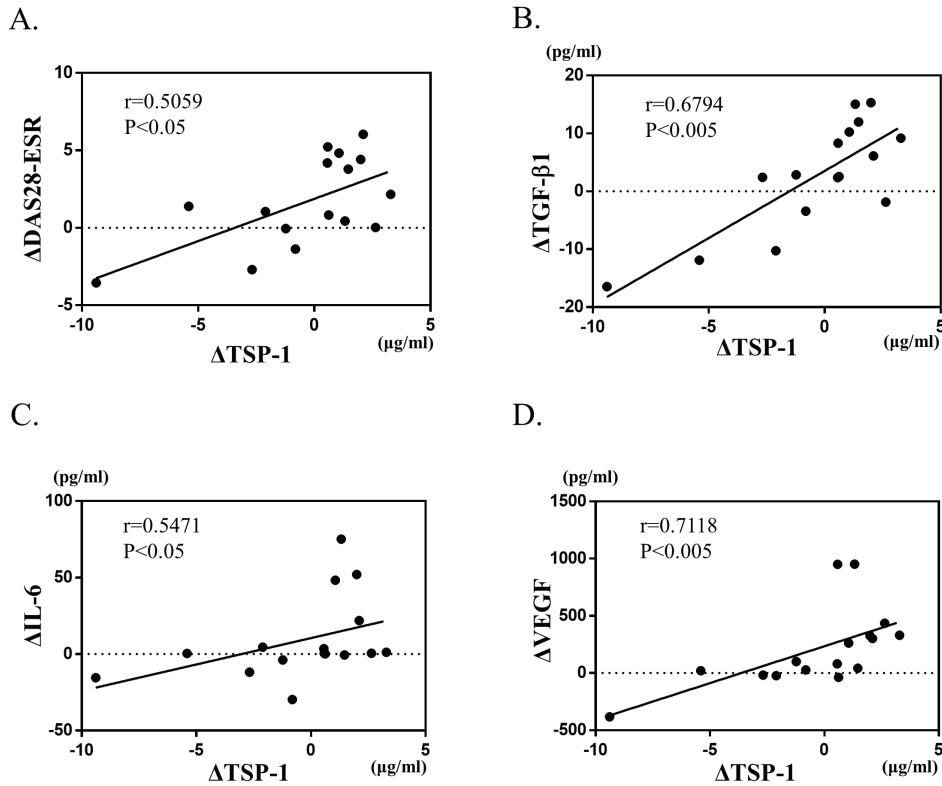 A.
10
r=0.5059
P<0.05
5
0
-5
ΔDAS28-ESR
-10
-5
0
5
ΔTSP-1
(μg/ml)
B.
(pg/ml)
20
r=0.6794
P<0.005
10
0
-10
-20
ΔTGF-β1
-10
-5
0
5
ΔTSP-1
(μg/ml)
C.
(pg/ml)
100
r=0.5471
P<0.05
50
0
-50
ΔIL-6
-10
-5
0
5
ΔTSP-1
(μg/ml)
D.
(pg/ml)
1500
r=0.7118
P<0.005
1000
500
0
-500
ΔVEGF
-10
-5
0
5
ΔTSP-1
(μg/ml)